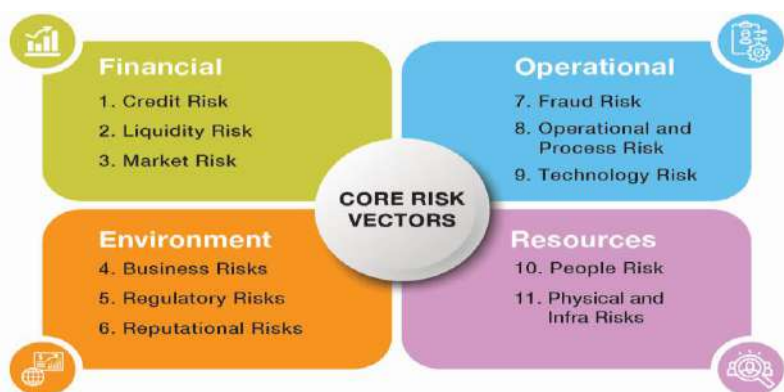 Financial
1. Credit Risk
2. Liquidity Risk
3. Market Risk
Operational
7. Fraud Risk
8. Operational and
Process Risk
9. Technology Risk
CORE RISK
VECTORS
Environment
4. Business Risks
5. Regulatory Risks
6. Reputational Risks
Resources
10. People Risk
11. Physical and
Infra Risks